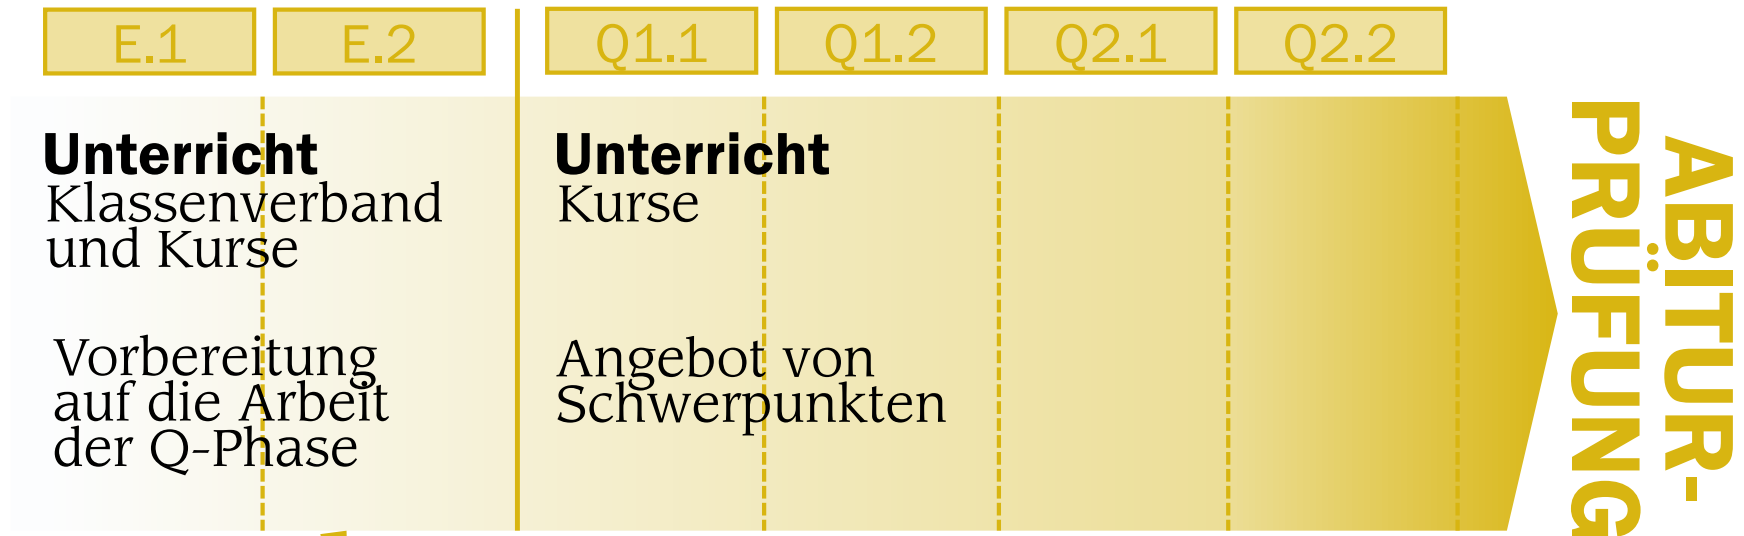 E.1 E.2 Q1.1 Q1.2 Q2.1 Q2.2
Unterricht
Klassenverband
und Kurse
Vorbereitung
auf die Arbeit
der Q-Phase
Unterricht
Kurse
Angebot von
Schwerpunkten
ABITUR-
PRÜFUNG